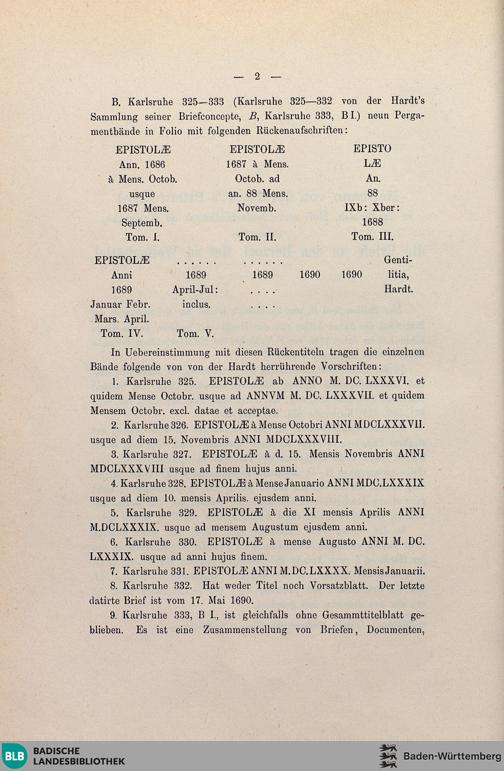 — 2 —
B. Karlsruhe 325—333 (Karlsruhe 325—332 von der Hardt's
Sammlung seiner Briefconcepte, B, Karlsruhe 333, B I.) neun Perga-
mentbände in Folio mit folgenden Rückenaufschriften:
EPISTOLÆ EPISTOLÆ EPISTO
Ann. 1686 1687 à Mens. LÆ
à Mens. Octob. Octob. ad An.
usque an. 88 Mens. 88
1687 Mens. Novemb. IXb: Xber:
Septemb. 1688
Tom. I. Tom. II. Tom. III.
EPISTOLÆ . . . . . . . . . . . . Genti-
Anni 1689 1689 1690 1690 litia,
1689 April-Jul: . . . . Hardt.
Januar Febr. inclus. . . . .
Mars. April.
Tom. IV. Tom. V.
In Uebereinstimmung mit diesen Rückentiteln tragen die einzelnen
Bände folgende von von der Hardt herrührende Vorschriften:
1. Karlsruhe 325. EPISTOLÆ ab ANNO M. DC. LXXXVI. et
quidem Mense Octobr. usque ad ANNVM M. DC. LXXXVII. et quidem
Mensem Octobr. excl. datae et acceptae.
2. Karlsruhe 326. EPISTOLÆ à Mense Octobri ANNI MDCLXXXVII.
usque ad diem 15. Novembris ANNI MDCLXXXVIII.
3. Karlsruhe 327. EPISTOLÆ à d. 15. Mensis Novembris ANNI
MDCLXXXVIII usque ad finem hujus anni.
4. Karlsruhe 328. EPISTOLÆ à Mense Januario ANNI MDC.LXXXIX
usque ad diem 10. mensis Aprilis. ejusdem anni.
5. Karlsruhe 329. EPISTOLÆ à die XI mensis Aprilis ANNI
M.DCLXXXIX. usque ad mensem Augustum ejusdem anni.
6. Karlsruhe 330. EPISTOLÆ à mense Augusto ANNI M. DC.
LXXXIX. usque ad anni hujus finem.
7. Karlsruhe 331. EPISTOLÆ ANNI M.DC.LXXXX. Mensis Januarii.
8. Karlsruhe 332. Hat weder Titel noch Vorsatzblatt. Der letzte
datirte Brief ist vom 17. Mai 1690.
9. Karlsruhe 333, B I., ist gleichfalls ohne Gesammttitelblatt ge-
blieben. Es ist eine Zusammenstellung von Briefen, Documenten,
BLB BADISCHE
LANDESBIBLIOTHEK
Baden-Württemberg